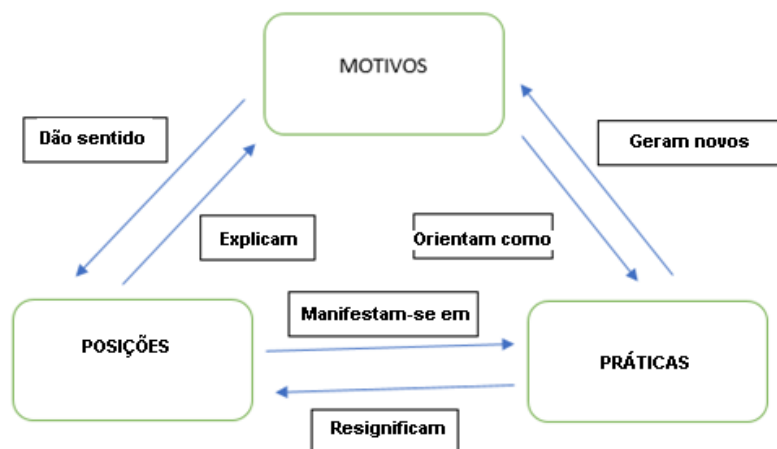 MOTIVOS
Dão sentido
Geram novos
Explicam
Orientam como
Manifestam-se em
POSIÇÕES
PRÁTICAS
Resignificam